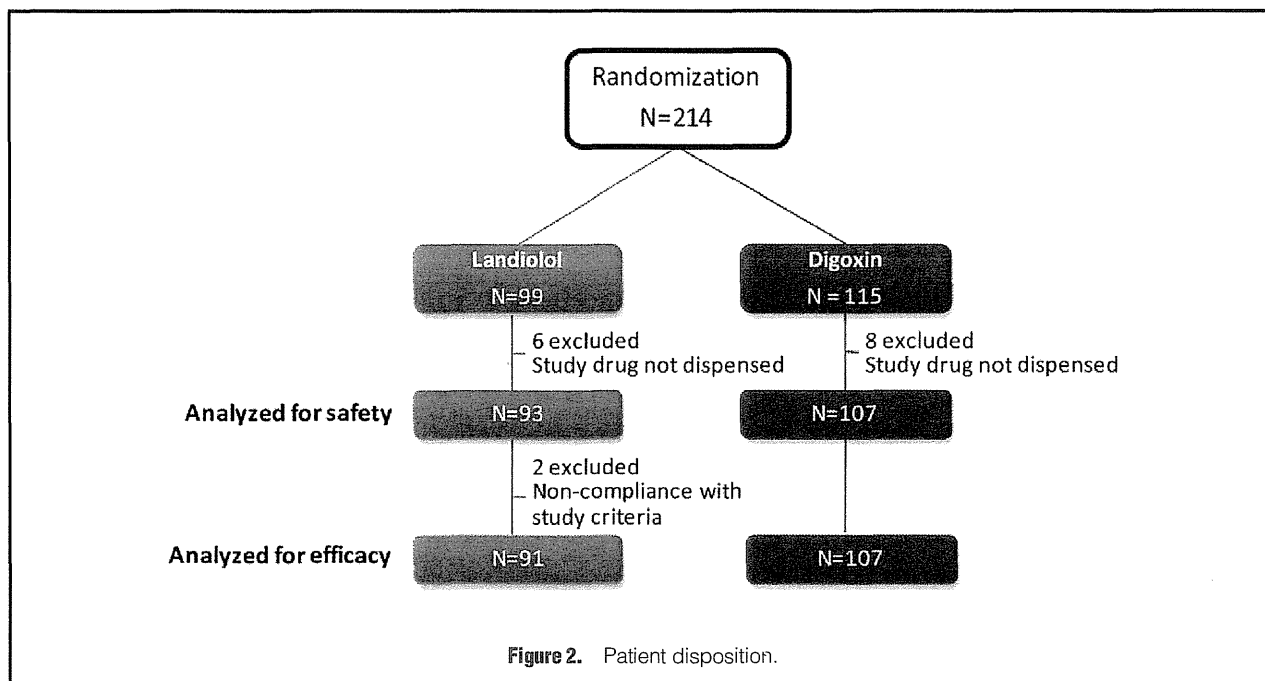 Randomization
N=214
Landiolol
N=99
Digoxin
N = 115
6 excluded
Study drug not dispensed
8 excluded
Study drug not dispensed
Analyzed for safety
N=93
N=107
2 excluded
Non-compliance with
study criteria
Analyzed for efficacy
N=91
N=107
Figure 2. Patient disposition.